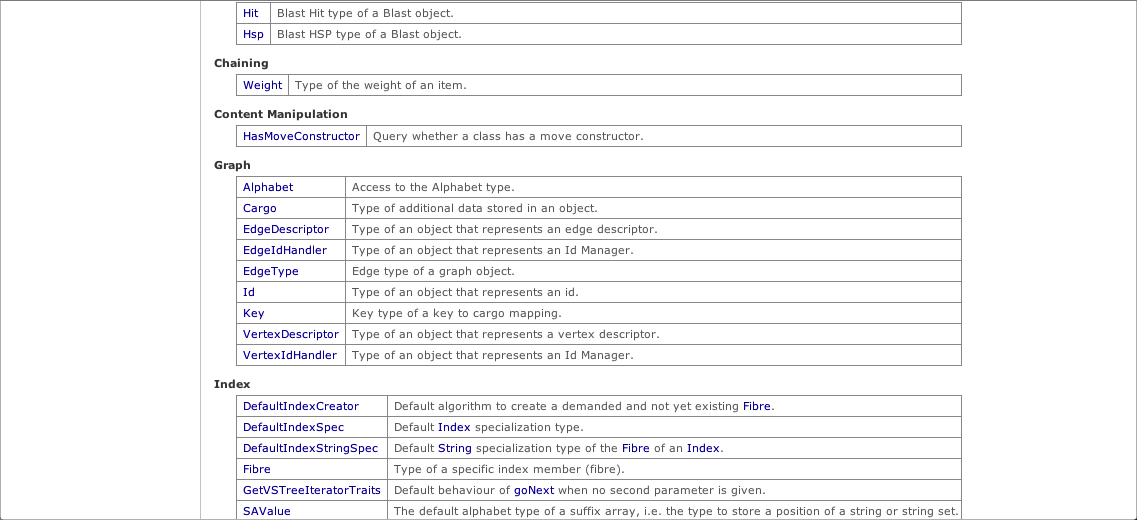 Hit Blast Hit type of a Blast object.
Hsp Blast HSP type of a Blast object.
Chaining
Weight Type of the weight of an item.
Content Manipulation
HasMoveConstructor Query whether a class has a move constructor.
Graph
Alphabet Access to the Alphabet type.
Cargo Type of additional data stored in an object.
EdgeDescriptor Type of an object that represents an edge descriptor.
EdgeIdHandler Type of an object that represents an Id Manager.
EdgeType Edge type of a graph object.
Id Type of an object that represents an id.
Key Key type of a key to cargo mapping.
VertexDescriptor Type of an object that represents a vertex descriptor.
VertexIdHandler Type of an object that represents an Id Manager.
Index
DefaultIndexCreator Default algorithm to create a demanded and not yet existing Fibre.
DefaultIndexSpec Default Index specialization type.
DefaultIndexStringSpec Default String specialization type of the Fibre of an Index.
Fibre Type of a specific index member (fibre).
GetVSTreeIteratorTraits Default behaviour of goNext when no second parameter is given.
SAValue The default alphabet type of a suffix array, i.e. the type to store a position of a string or string set.